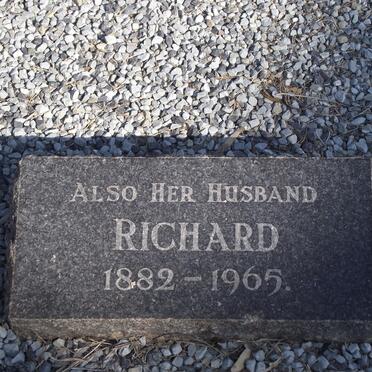 Also Her Husband
RICHARD
1882 – 1965.